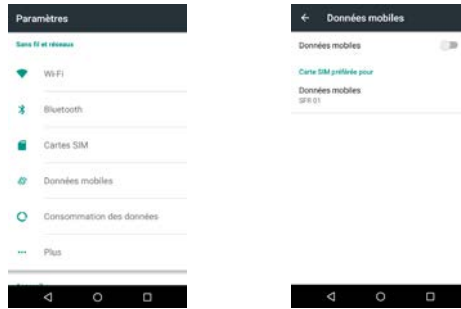 Paramètres
Sans fil et réseaux
Wi-Fi
Bluetooth
Cartes SIM
Données mobiles
Consommation des données
Plus
Données mobiles
Données mobiles
Carte SIM préférée pour
Données mobiles
SFR 01